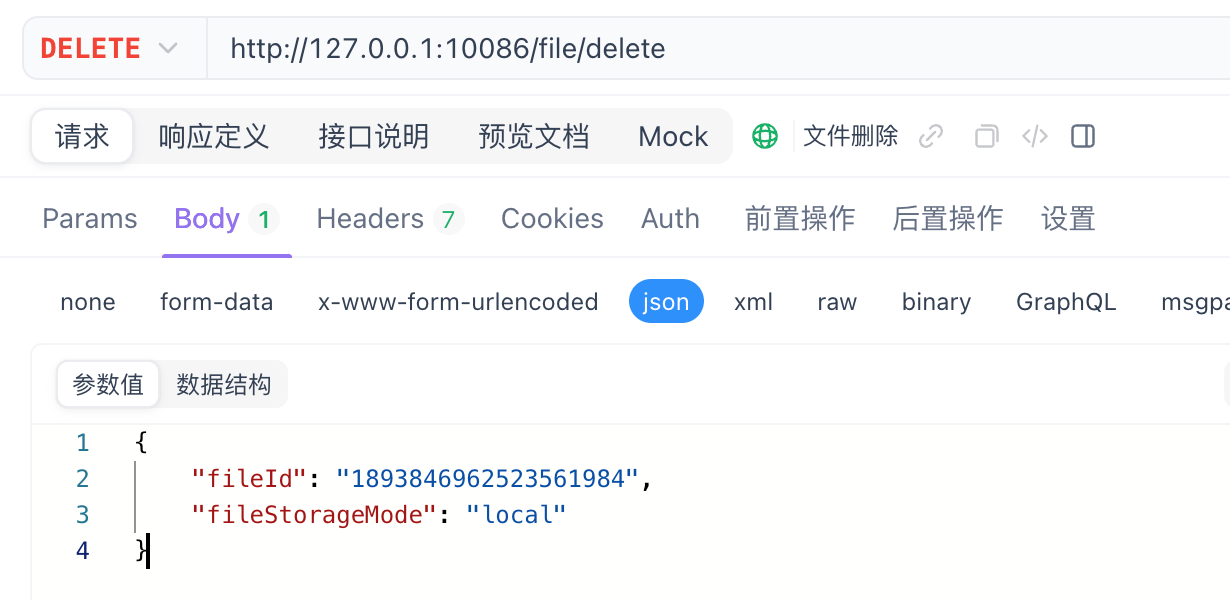 DELETE http://127.0.0.1:10086/file/delete
请求 响应定义 接口说明 预览文档 Mock 文件删除
Params Body 1 Headers 7 Cookies Auth 前置操作 后置操作 设置
none form-data x-www-form-urlencoded json xml raw binary GraphQL msgpa
参数值 数据结构
1 {
2 "fileId": "1893846962523561984",
3 "fileStorageMode": "local"
4 }